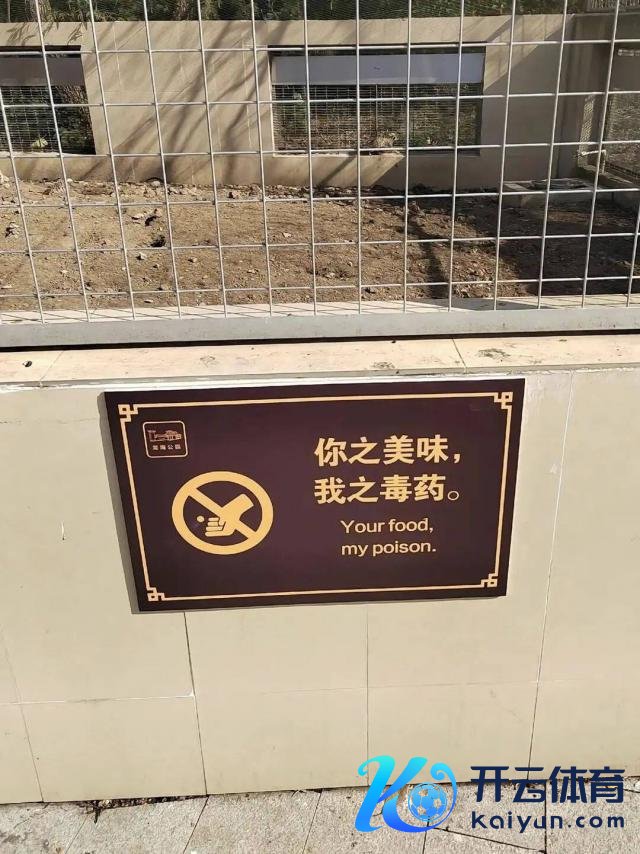 你之美味，
我之毒药。
Your food,
my poison.
开云体育
Kaiyun.com